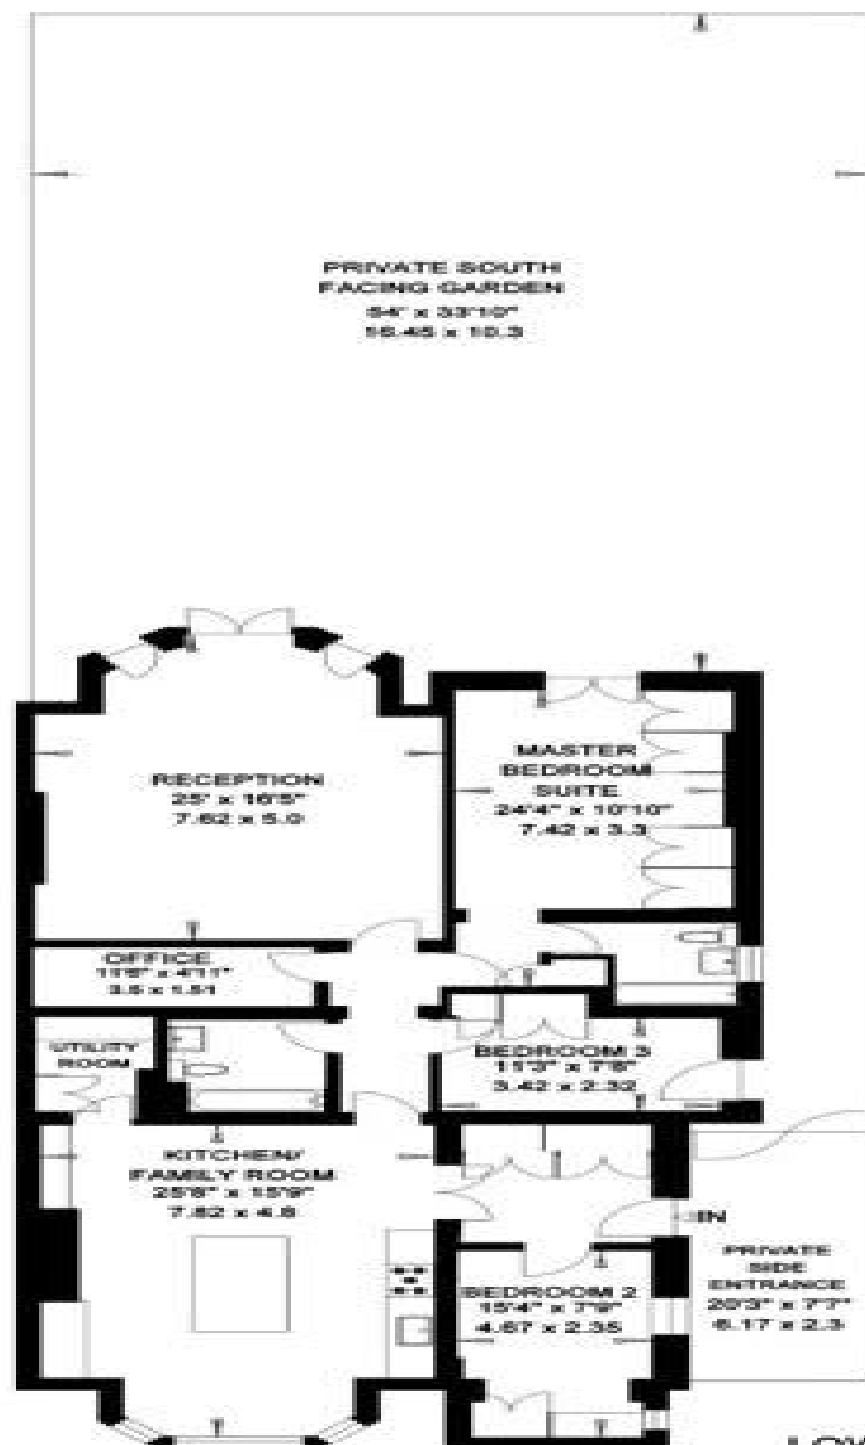 PRIVATE SOUTH
FACING GARDEN
54' x 33'10"
16.45 x 10.3
RECEPTION
25' x 16'5"
7.62 x 5.0
MASTER
BEDROOM
SUITE
24'4" x 10'10"
7.42 x 3.3
OFFICE
11'6" x 4'11"
3.5 x 1.51
UTILITY
ROOM
BEDROOM 3
11'3" x 7'8"
3.42 x 2.32
KITCHEN/
FAMILY ROOM
25'8" x 15'9"
7.82 x 4.8
IN
PRIVATE
SIDE
ENTRANCE
20'3" x 7'7"
6.17 x 2.3
BEDROOM 2
15'4" x 7'9"
4.67 x 2.35